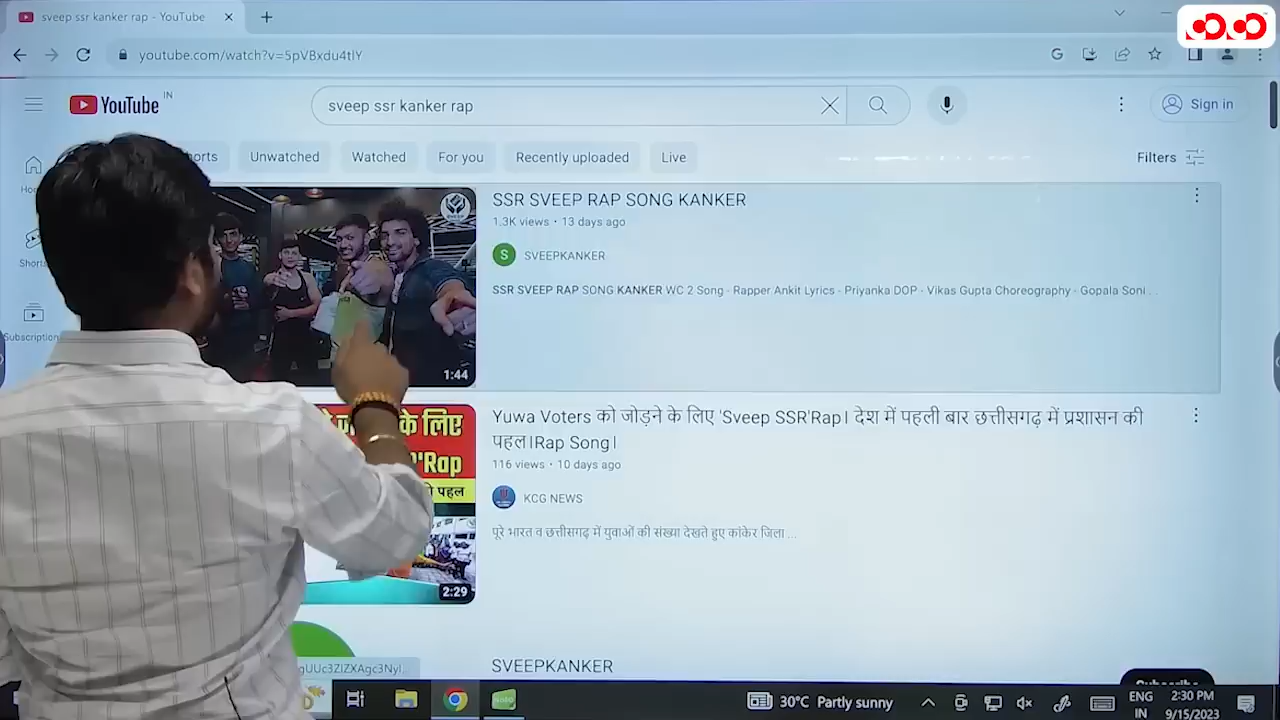 sveep ssr kanker rap - YouTube
youtube.com/watch?v=5pVBxdu4tlY
YouTube IN
sveep ssr kanker rap
Sign in
Unwatched
Watched
For you
Recently uploaded
Live
Filters
SSR SVEEP RAP SONG KANKER
1.3K views • 13 days ago
S
SVEEPKANKER
SSR SVEEP RAP SONG KANKER WC 2 Song - Rapper Ankit Lyrics - Priyanka DOP - Vikas Gupta Choreography - Gopala Soni ...
1:44
Shorts
Subscription
के लिए
'Rap
पहल
2:29
Yuwa Voters को जोड़ने के लिए 'Sveep SSR'Rap। देश में पहली बार छत्तीसगढ़ में प्रशासन की
पहल।Rap Song।
116 views • 10 days ago
KCG NEWS
पूरे भारत व छत्तीसगढ़ में युवाओं की संख्या देखते हुए कांकेर जिला ...
SVEEPKANKER
30°C Partly sunny
ENG
IN
2:30 PM
9/15/2023